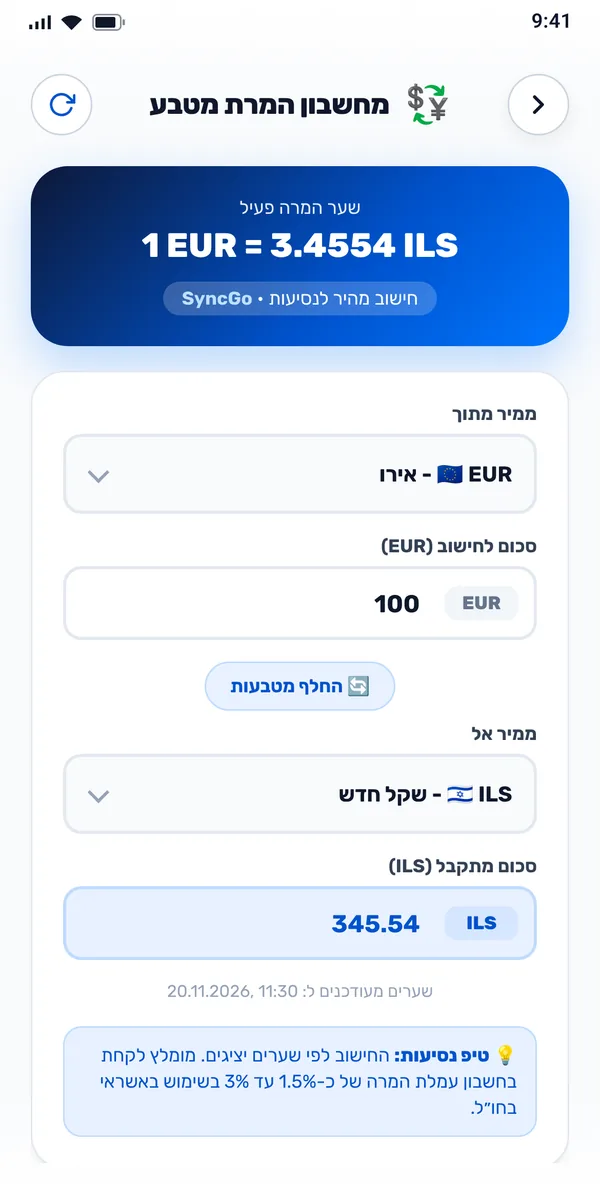 9:41
מחשבון המרת מטבע
שער המרה פעיל
1 EUR = 3.4554 ILS
חישוב מהיר לנסיעות • SyncGo
ממיר מתוך
EUR 🇪🇺 - אירו
סכום לחישוב (EUR)
EUR
100
🔄 החלף מטבעות
ממיר אל
ILS 🇮🇱 - שקל חדש
סכום מתקבל (ILS)
ILS
345.54
שערים מעודכנים ל: 20.11.2026, 11:30
💡 טיפ נסיעות: החישוב לפי שערים יציגים. מומלץ לקחת
בחשבון עמלת המרה של כ-1.5% עד 3% בשימוש באשראי
בחו״ל.